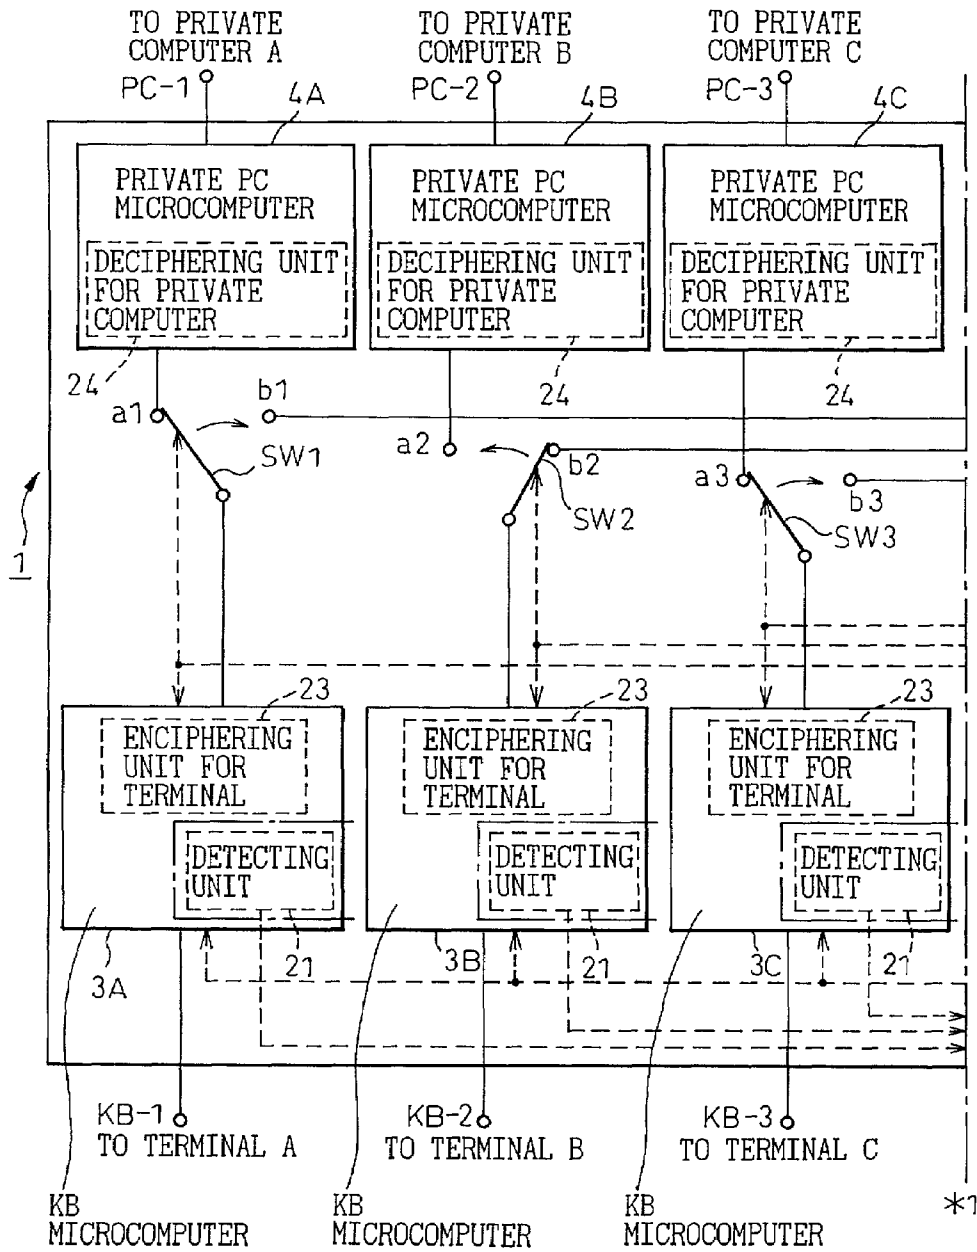 TO PRIVATE
COMPUTER A
TO PRIVATE
COMPUTER B
TO PRIVATE
COMPUTER C
PC-1
PC-2
PC-3
4A
4B
4C
PRIVATE PC
MICROCOMPUTER
DECIPHERING UNIT
FOR PRIVATE
COMPUTER
PRIVATE PC
MICROCOMPUTER
DECIPHERING UNIT
FOR PRIVATE
COMPUTER
PRIVATE PC
MICROCOMPUTER
DECIPHERING UNIT
FOR PRIVATE
COMPUTER
24
24
24
a1
b1
SW1
a2
b2
SW2
a3
b3
SW3
1
23
23
23
ENCIPHERING
UNIT FOR
TERMINAL
DETECTING
UNIT
ENCIPHERING
UNIT FOR
TERMINAL
DETECTING
UNIT
ENCIPHERING
UNIT FOR
TERMINAL
DETECTING
UNIT
3A
21
3B
21
3C
21
KB-1
TO TERMINAL A
KB-2
TO TERMINAL B
KB-3
TO TERMINAL C
KB
MICROCOMPUTER
KB
MICROCOMPUTER
KB
MICROCOMPUTER
*1